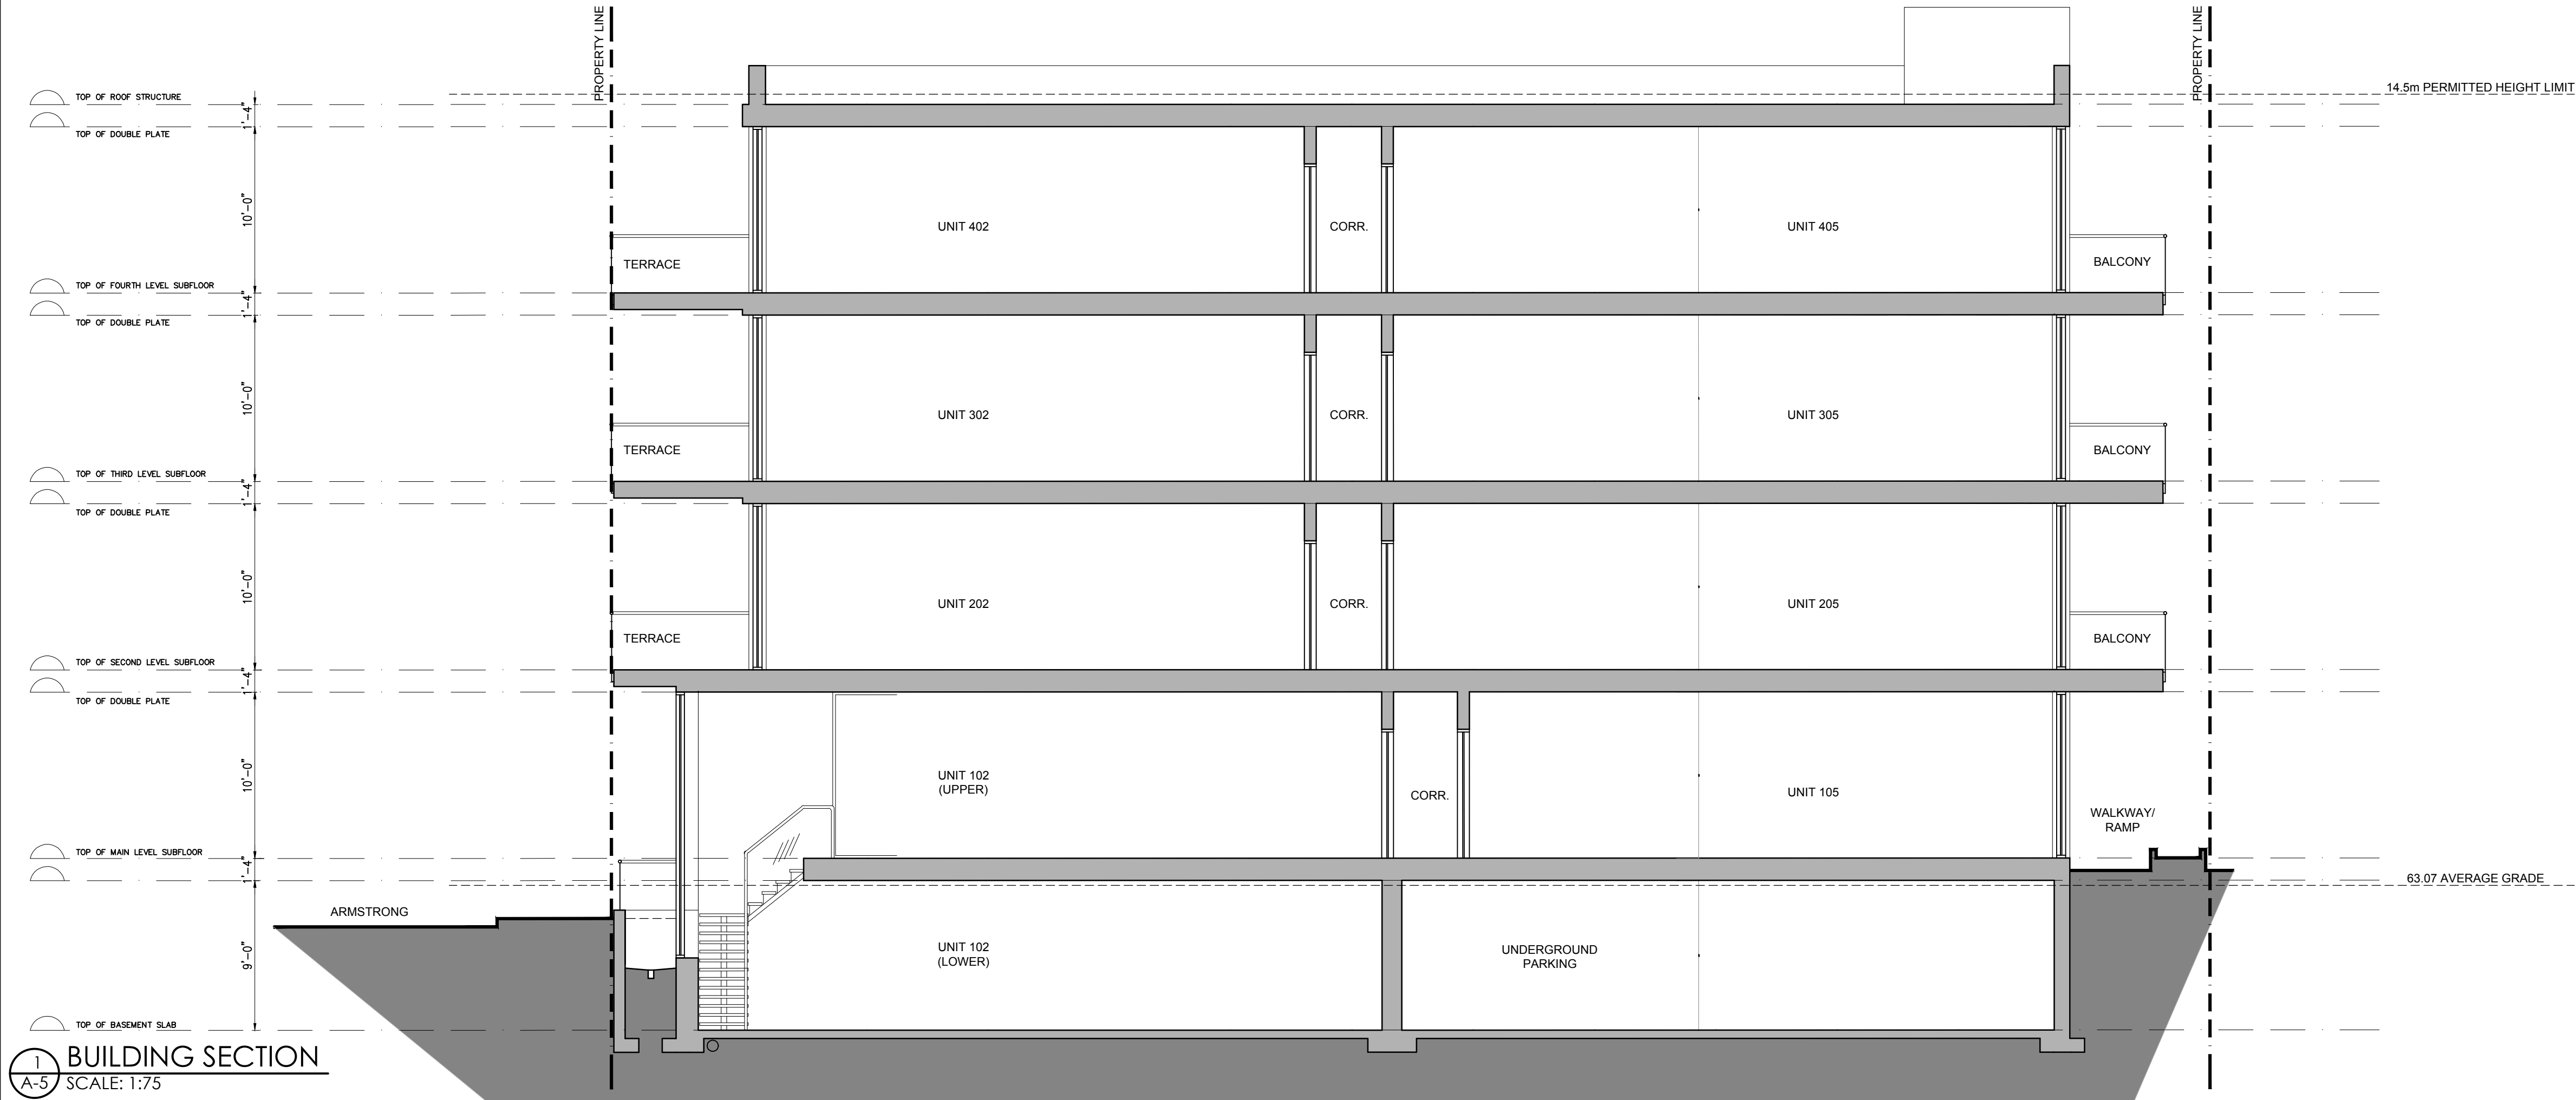 PROPERTY LINE
PROPERTY LINE
14.5m PERMITTED HEIGHT LIMIT
TOP OF ROOF STRUCTURE
1'-4"
TOP OF DOUBLE PLATE
10'-0"
UNIT 402
CORR.
UNIT 405
TERRACE
BALCONY
TOP OF FOURTH LEVEL SUBFLOOR
1'-4"
TOP OF DOUBLE PLATE
10'-0"
UNIT 302
CORR.
UNIT 305
TERRACE
BALCONY
TOP OF THIRD LEVEL SUBFLOOR
1'-4"
TOP OF DOUBLE PLATE
10'-0"
UNIT 202
CORR.
UNIT 205
TERRACE
BALCONY
TOP OF SECOND LEVEL SUBFLOOR
1'-4"
TOP OF DOUBLE PLATE
10'-0"
UNIT 102
(UPPER)
CORR.
UNIT 105
WALKWAY/
RAMP
TOP OF MAIN LEVEL SUBFLOOR
1'-4"
63.07 AVERAGE GRADE
ARMSTRONG
9'-0"
UNIT 102
(LOWER)
UNDERGROUND
PARKING
TOP OF BASEMENT SLAB
1
A-5
BUILDING SECTION
SCALE: 1:75